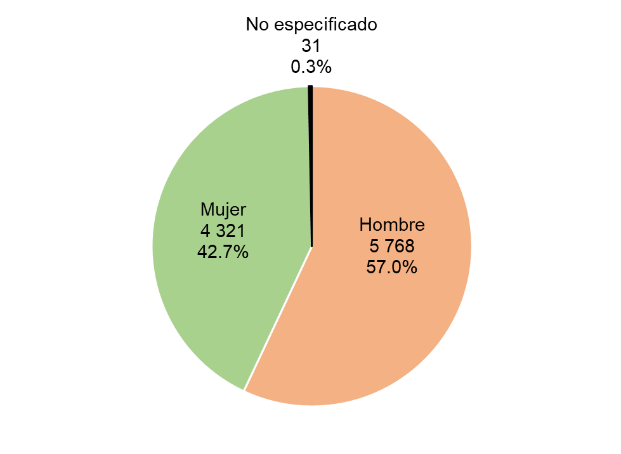 No especificado
31
0.3%
Mujer
4 321
42.7%
Hombre
5 768
57.0%